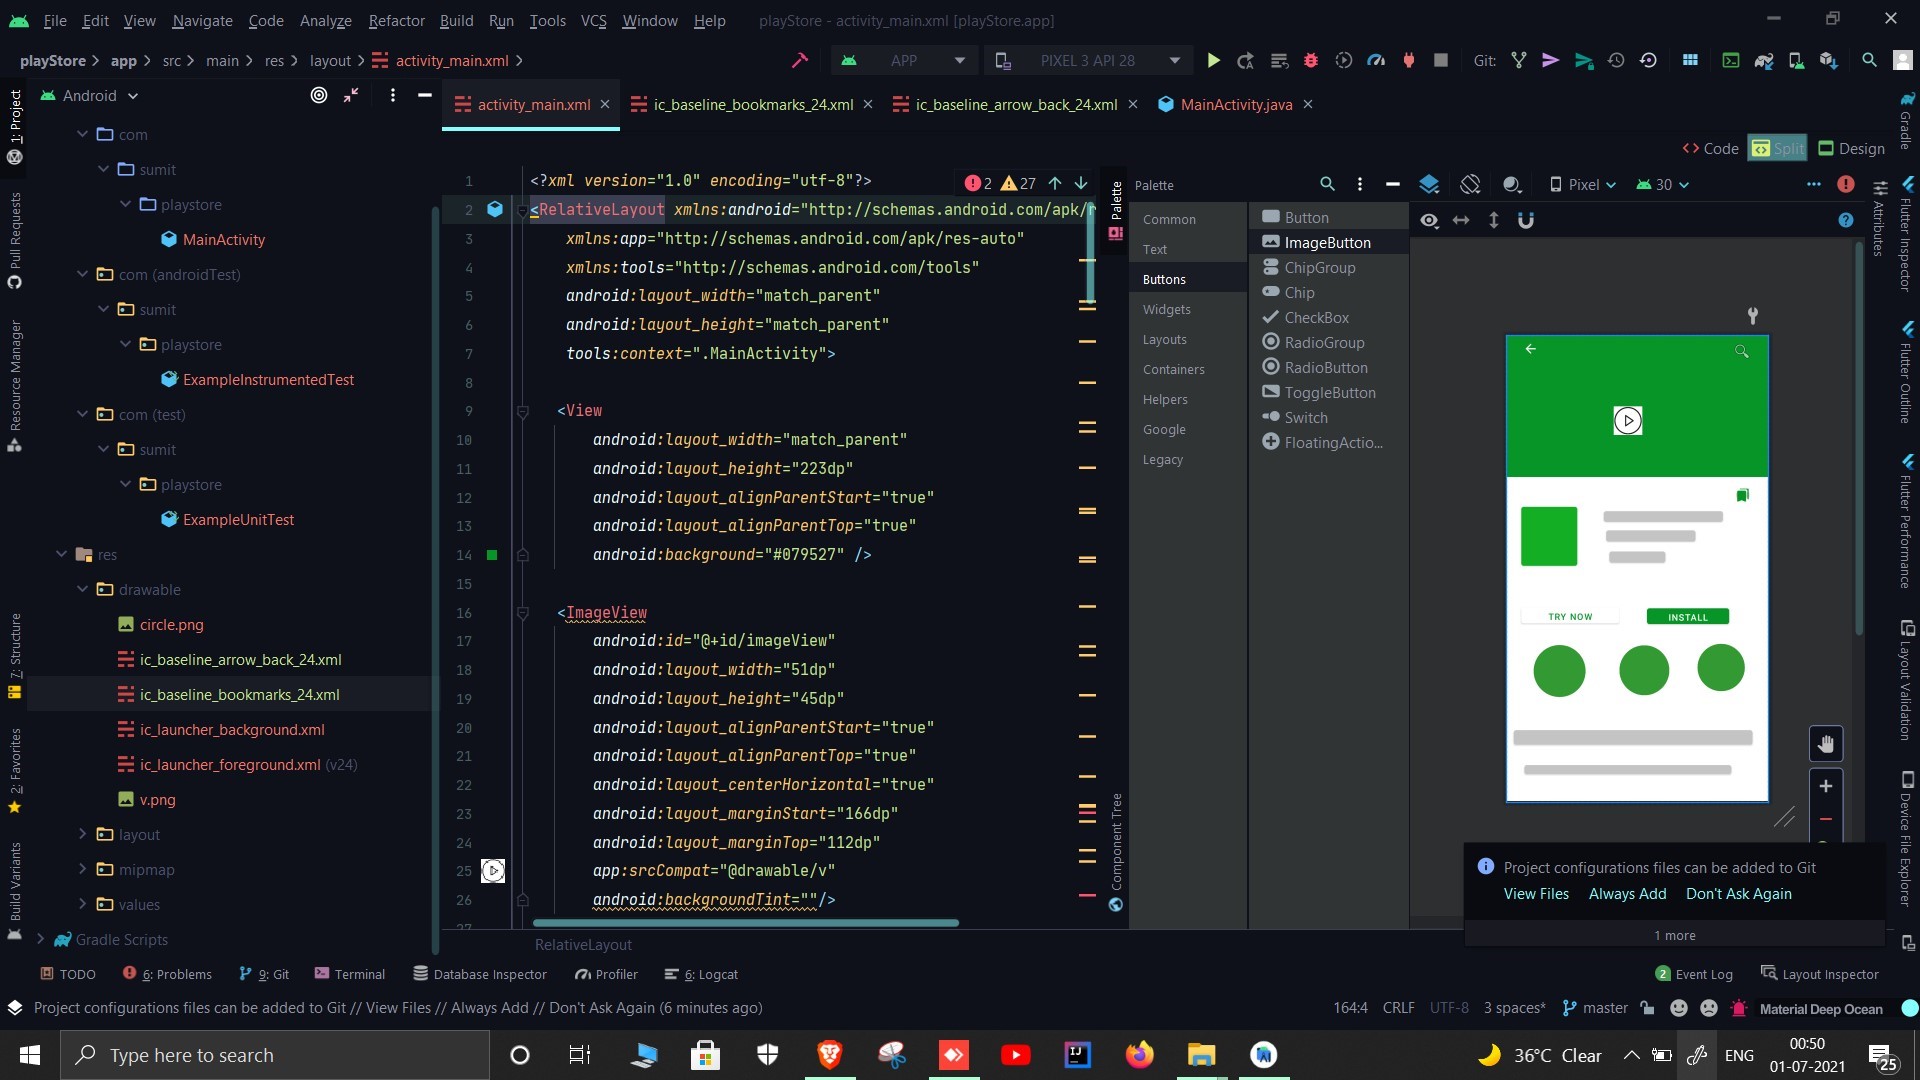 File Edit View Navigate Code Analyze Refactor Build Run Tools VCS Window Help playStore - activity_main.xml [playStore.app]
playStore app src main res layout activity_main.xml APP PIXEL 3 API 28 Git:
Android
activity_main.xml ic_baseline_bookmarks_24.xml ic_baseline_arrow_back_24.xml MainActivity.java
Code Split Design
1: Project
Pull Requests
Resource Manager
7: Structure
2: Favorites
Build Variants
com
sumit
playstore
MainActivity
com (androidTest)
sumit
playstore
ExampleInstrumentedTest
com (test)
sumit
playstore
ExampleUnitTest
res
drawable
circle.png
ic_baseline_arrow_back_24.xml
ic_baseline_bookmarks_24.xml
ic_launcher_background.xml
ic_launcher_foreground.xml (v24)
v.png
layout
mipmap
values
Gradle Scripts
2 27
1 <?xml version="1.0" encoding="utf-8"?>
2 <RelativeLayout xmlns:android="http://schemas.android.com/apk/r
3 xmlns:app="http://schemas.android.com/apk/res-auto"
4 xmlns:tools="http://schemas.android.com/tools"
5 android:layout_width="match_parent"
6 android:layout_height="match_parent"
7 tools:context=".MainActivity">
8
9 <View
10 android:layout_width="match_parent"
11 android:layout_height="223dp"
12 android:layout_alignParentStart="true"
13 android:layout_alignParentTop="true"
14 android:background="#079527" />
15
16 <ImageView
17 android:id="@+id/imageView"
18 android:layout_width="51dp"
19 android:layout_height="45dp"
20 android:layout_alignParentStart="true"
21 android:layout_alignParentTop="true"
22 android:layout_centerHorizontal="true"
23 android:layout_marginStart="166dp"
24 android:layout_marginTop="112dp"
25 app:srcCompat="@drawable/v"
26 android:backgroundTint=""/>
27
RelativeLayout
Palette
Component Tree
Palette
Common
Text
Buttons
Widgets
Layouts
Containers
Helpers
Google
Legacy
Button
ImageButton
ChipGroup
Chip
CheckBox
RadioGroup
RadioButton
ToggleButton
Switch
FloatingActio...
Pixel 30
TRY NOW INSTALL
Attributes
Gradle
Flutter Inspector
Flutter Outline
Flutter Performance
Layout Validation
Device File Explorer
Project configurations files can be added to Git
View Files Always Add Don't Ask Again
1 more
TODO 6: Problems 9: Git Terminal Database Inspector Profiler 6: Logcat 2 Event Log Layout Inspector
Project configurations files can be added to Git // View Files // Always Add // Don't Ask Again (6 minutes ago) 164:4 CRLF UTF-8 3 spaces* master Material Deep Ocean
Type here to search
IJ
36°C Clear ENG
00:50
01-07-2021
25